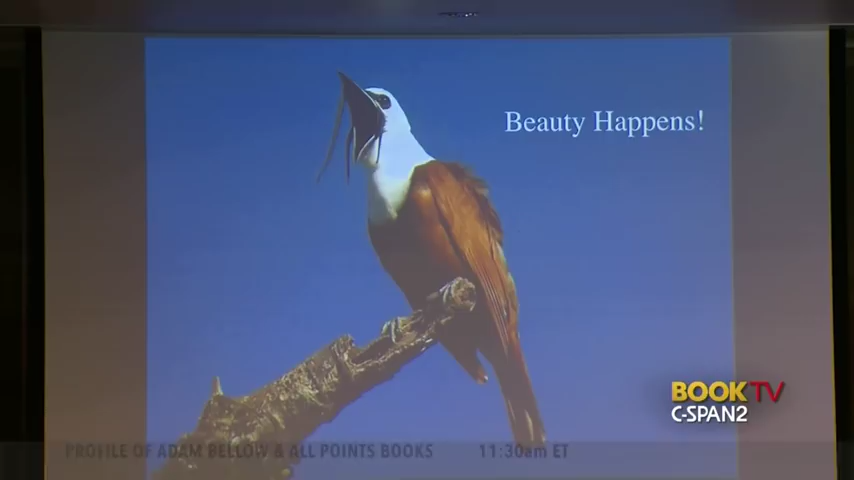 Beauty Happens!
BOOK TV
C-SPAN2
PROFILE OF ADAM BELLOW & ALL POINTS BOOKS 11:30am ET